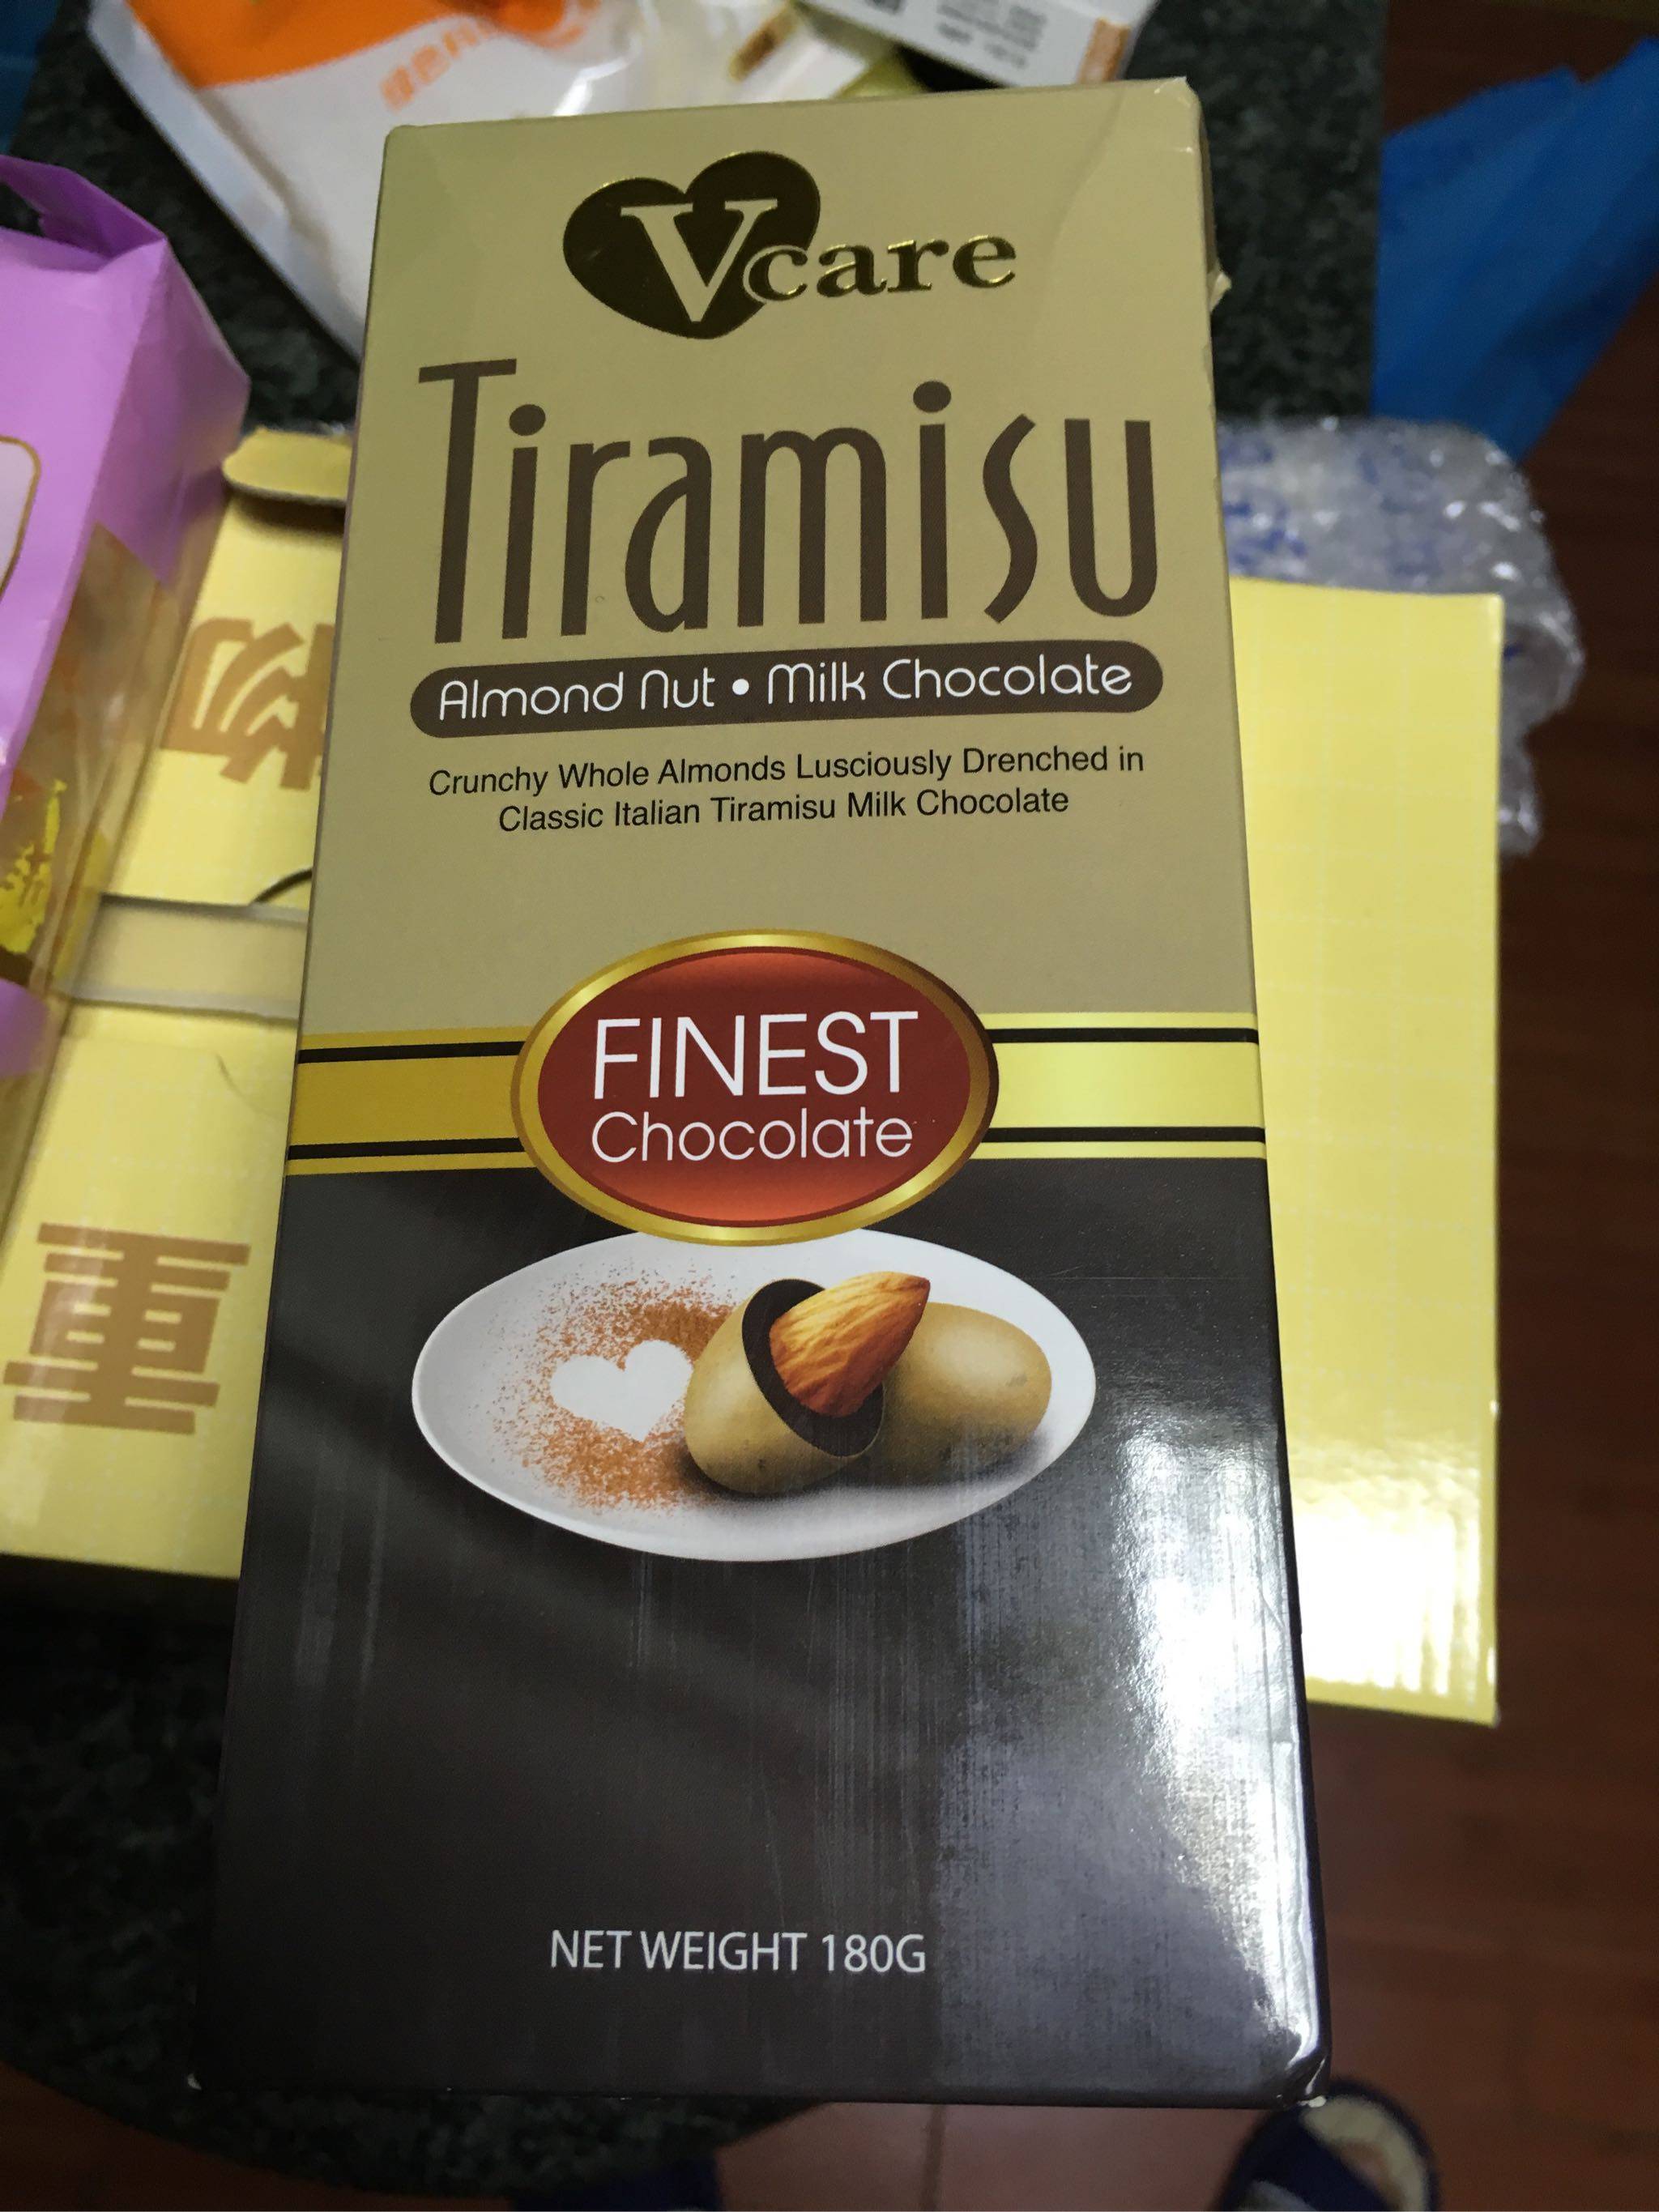 Vcare
Tiramisu
Almond Nut • Milk Chocolate
Crunchy Whole Almonds Lusciously Drenched in
Classic Italian Tiramisu Milk Chocolate
FINEST
Chocolate
重
NET WEIGHT 180G